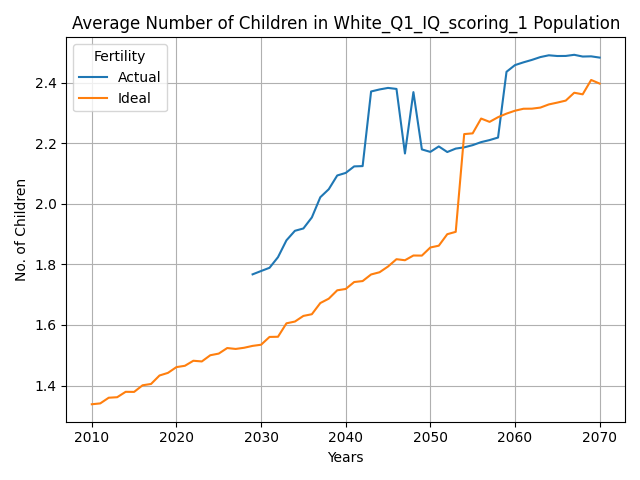 Average Number of Children in White_Q1_IQ_scoring_1 Population
Fertility
Actual
Ideal
No. of Children
2.4
2.2
2.0
1.8
1.6
1.4
2010 2020 2030 2040 2050 2060 2070
Years